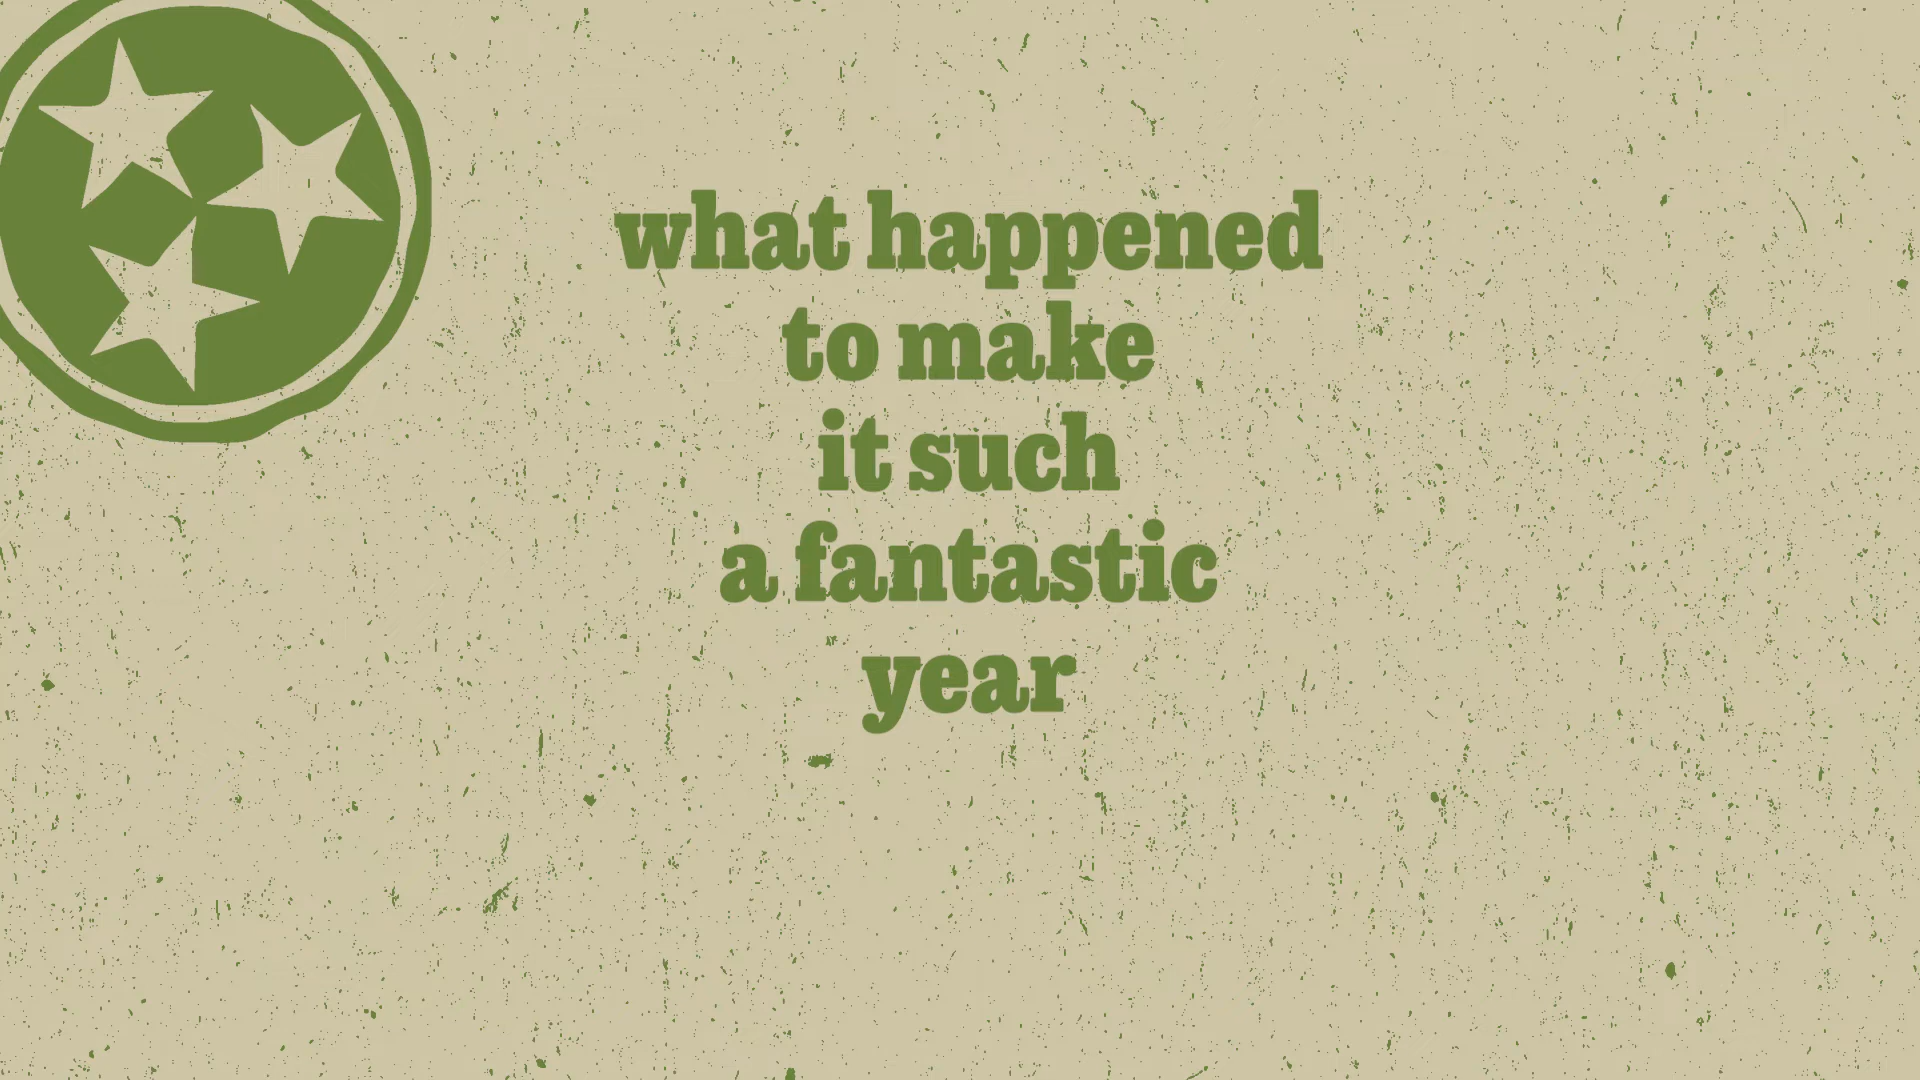 what happened
to make
it such
a fantastic
year